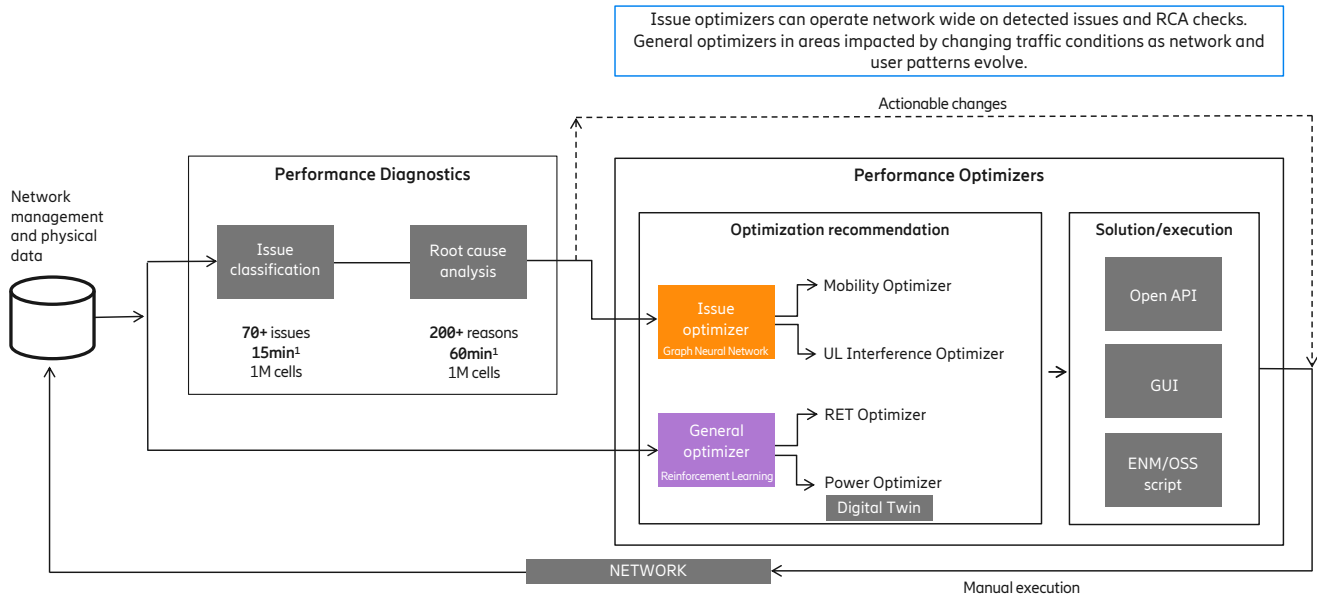 Issue optimizers can operate network wide on detected issues and RCA checks.
General optimizers in areas impacted by changing traffic conditions as network and
user patterns evolve.
Actionable changes
Network
management
and physical
data
Performance Diagnostics
Issue
classification
Root cause
analysis
70+ issues
15min¹
1M cells
200+ reasons
60min¹
1M cells
Performance Optimizers
Optimization recommendation
Issue
optimizer
Graph Neural Network
Mobility Optimizer
UL Interference Optimizer
General
optimizer
Reinforcement Learning
RET Optimizer
Power Optimizer
Digital Twin
Solution/execution
Open API
GUI
ENM/OSS
script
NETWORK
Manual execution